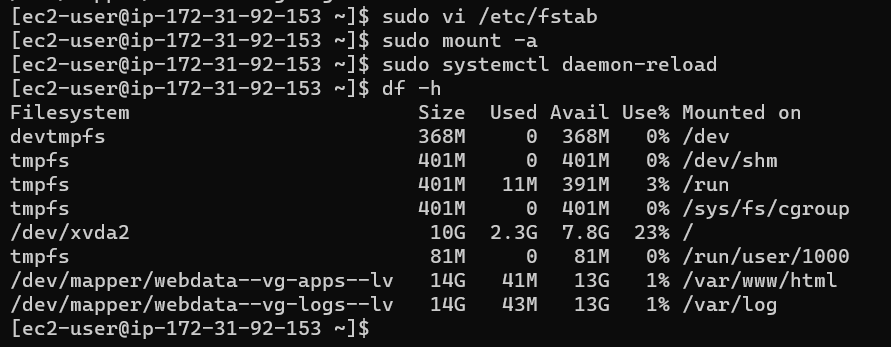 [ec2-user@ip-172-31-92-153 ~]$ sudo vi /etc/fstab
[ec2-user@ip-172-31-92-153 ~]$ sudo mount -a
[ec2-user@ip-172-31-92-153 ~]$ sudo systemctl daemon-reload
[ec2-user@ip-172-31-92-153 ~]$ df -h
Filesystem                        Size  Used Avail Use% Mounted on
devtmpfs                          368M     0  368M   0% /dev
tmpfs                             401M     0  401M   0% /dev/shm
tmpfs                             401M   11M  391M   3% /run
tmpfs                             401M     0  401M   0% /sys/fs/cgroup
/dev/xvda2                         10G  2.3G  7.8G  23% /
tmpfs                              81M     0   81M   0% /run/user/1000
/dev/mapper/webdata--vg-apps--lv   14G   41M   13G   1% /var/www/html
/dev/mapper/webdata--vg-logs--lv   14G   43M   13G   1% /var/log
[ec2-user@ip-172-31-92-153 ~]$